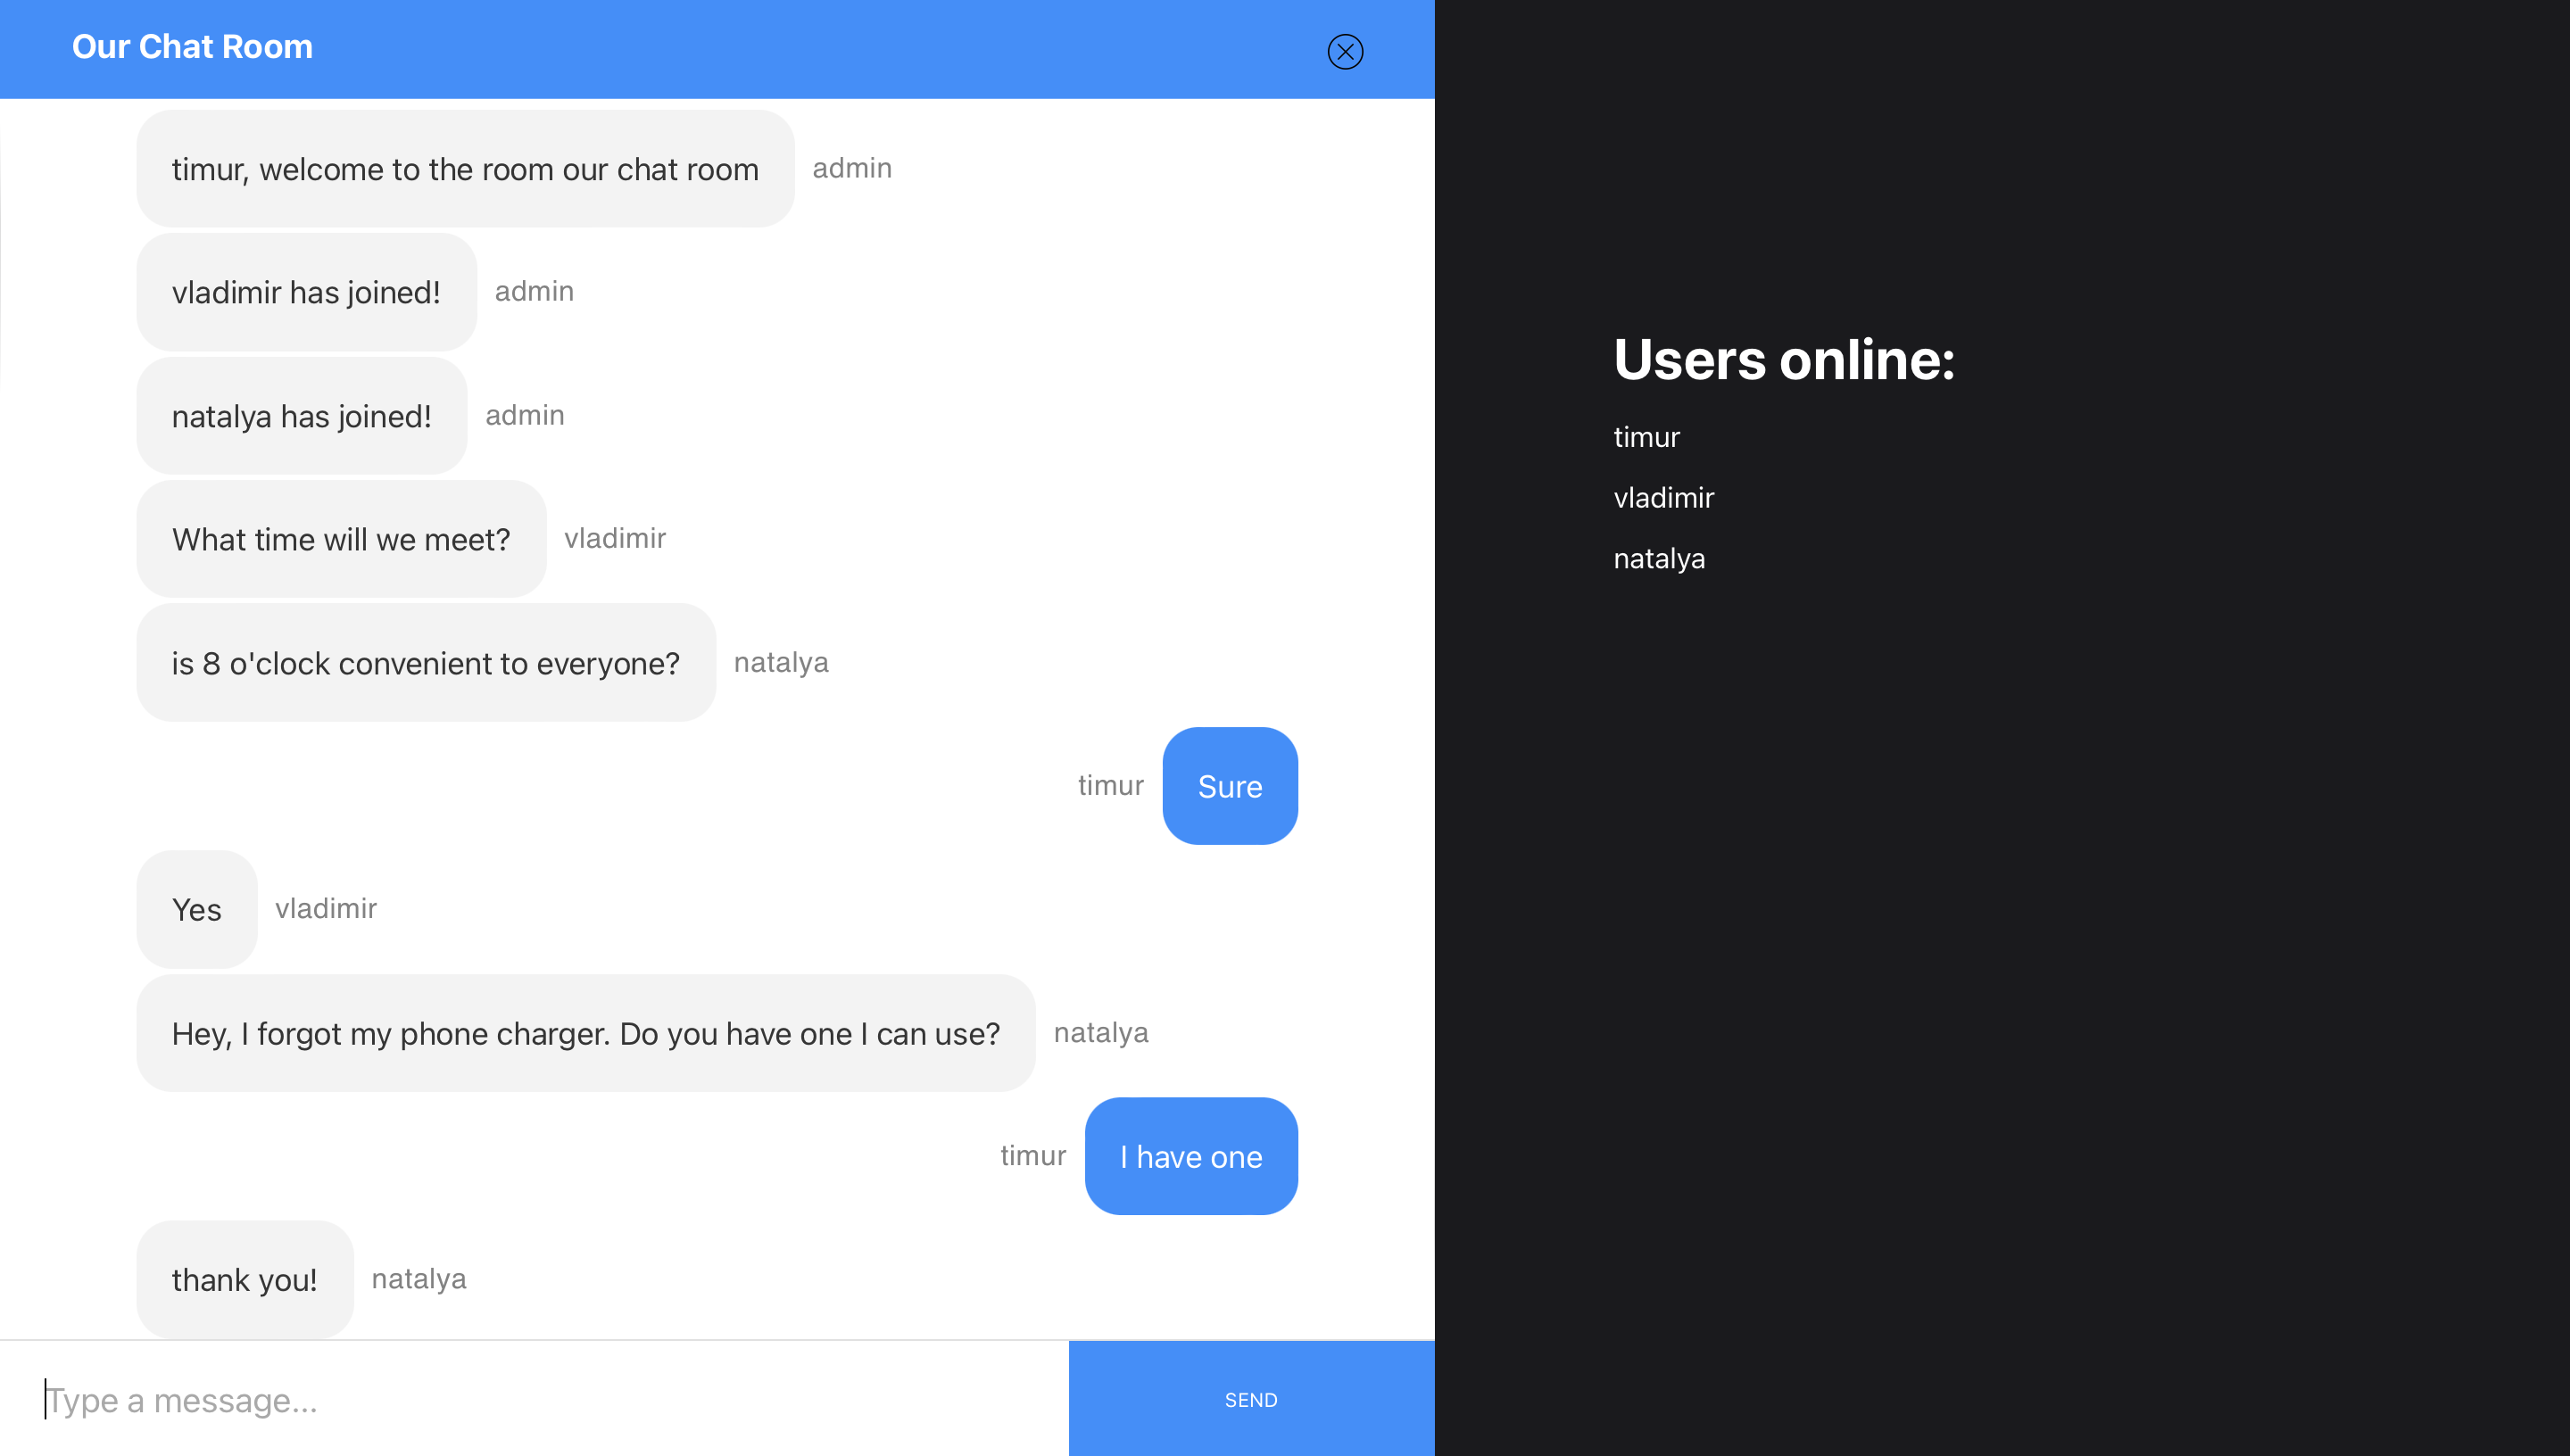 Our Chat Room
timur, welcome to the room our chat room admin
vladimir has joined! admin
natalya has joined! admin
What time will we meet? vladimir
is 8 o'clock convenient to everyone? natalya
timur Sure
Yes vladimir
Hey, I forgot my phone charger. Do you have one I can use? natalya
timur I have one
thank you! natalya
Type a message...
SEND
Users online:
timur
vladimir
natalya